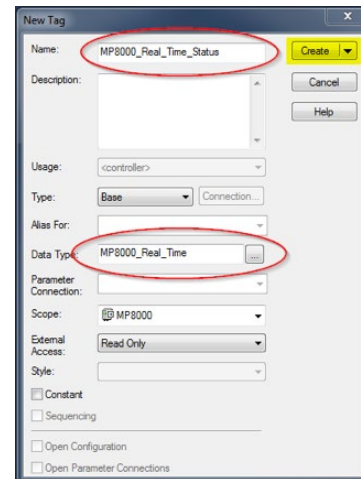 New Tag
x
Name: MP8000_Real_Time_Status
Create
Description:
Cancel
Help
Usage: <controller>
Type: Base Connection...
Alias For:
Data Type: MP8000_Real_Time ...
Parameter
Connection:
Scope: MP8000
External
Access: Read Only
Style:
Constant
Sequencing
Open Configuration
Open Parameter Connections